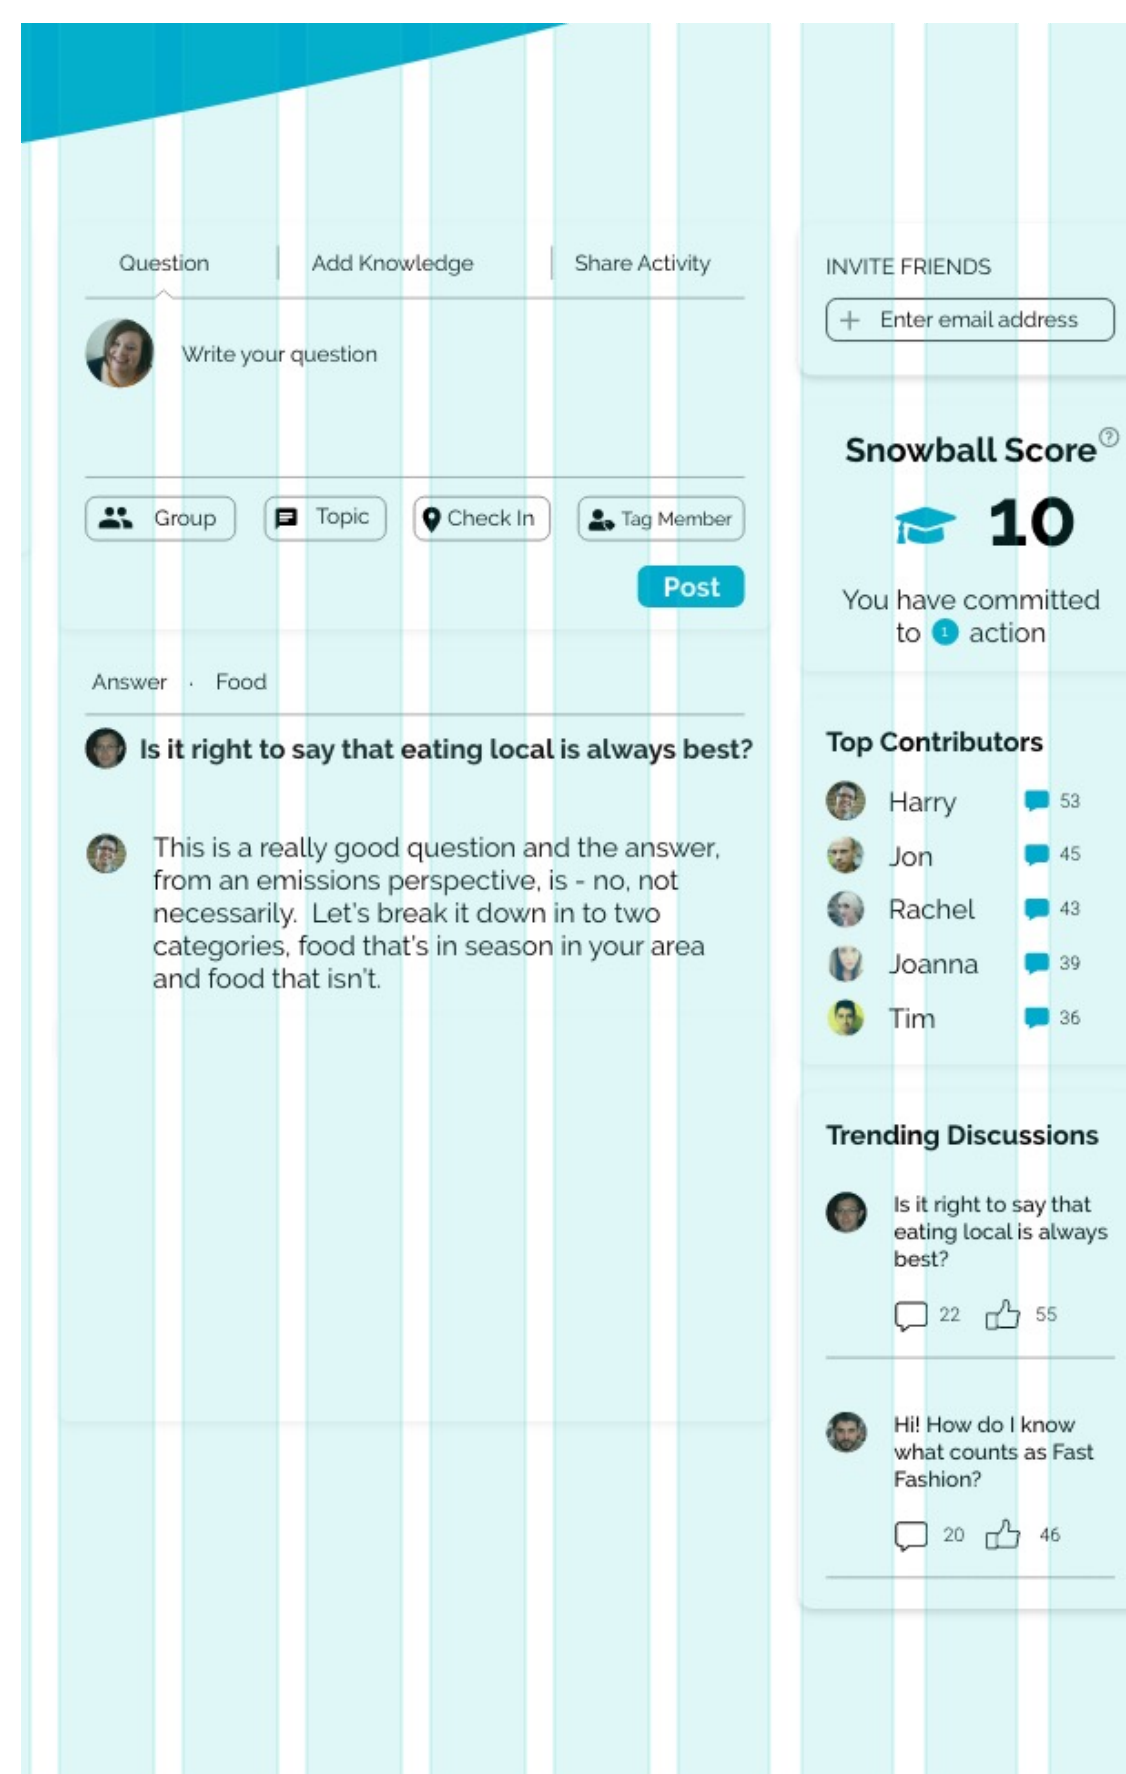 Question
Add Knowledge
Share Activity
Write your question
Group
Topic
Check In
Tag Member
Post
Answer · Food
Is it right to say that eating local is always best?
This is a really good question and the answer,
from an emissions perspective, is - no, not
necessarily.  Let's break it down in to two
categories, food that's in season in your area
and food that isn't.
INVITE FRIENDS
+ Enter email address
Snowball Score ?
10
You have committed
to 1 action
Top Contributors
Harry 53
Jon 45
Rachel 43
Joanna 39
Tim 36
Trending Discussions
Is it right to say that
eating local is always
best?
22 55
Hi! How do I know
what counts as Fast
Fashion?
20 46